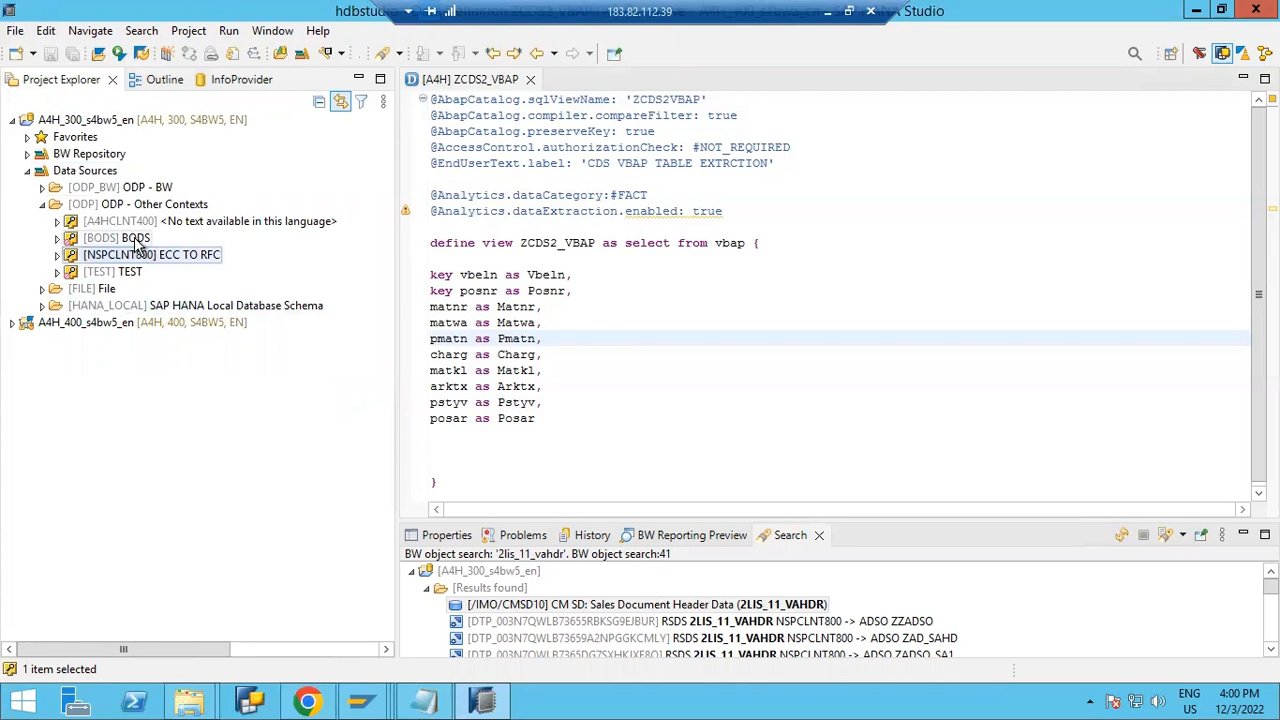 hdbstudio
183.82.112.39
Studio
File Edit Navigate Search Project Run Window Help
Project Explorer Outline InfoProvider
[A4H] ZCDS2_VBAP
A4H_300_s4bw5_en [A4H, 300, S4BW5, EN]
Favorites
BW Repository
Data Sources
[ODP_BW] ODP - BW
[ODP] ODP - Other Contexts
[A4HCLNT400] <No text available in this language>
[BODS] BODS
[NSPCLNT800] ECC TO RFC
[TEST] TEST
[FILE] File
[HANA_LOCAL] SAP HANA Local Database Schema
A4H_400_s4bw5_en [A4H, 400, S4BW5, EN]
@AbapCatalog.sqlViewName: 'ZCDS2VBAP'
@AbapCatalog.compiler.compareFilter: true
@AbapCatalog.preserveKey: true
@AccessControl.authorizationCheck: #NOT_REQUIRED
@EndUserText.label: 'CDS VBAP TABLE EXTRCTION'
@Analytics.dataCategory:#FACT
@Analytics.dataExtraction.enabled: true
define view ZCDS2_VBAP as select from vbap {
key vbeln as Vbeln,
key posnr as Posnr,
matnr as Matnr,
matwa as Matwa,
pmatn as Pmatn,
charg as Charg,
matkl as Matkl,
arktx as Arktx,
pstyv as Pstyv,
posar as Posar
}
Properties Problems History BW Reporting Preview Search
BW object search: '2lis_11_vahdr'. BW object search:41
[A4H_300_s4bw5_en]
[Results found]
[/IMO/CMSD10] CM SD: Sales Document Header Data (2LIS_11_VAHDR)
[DTP_003N7QWLB73655RBKSG9EJBUR] RSDS 2LIS_11_VAHDR NSPCLNT800 -> ADSO ZZADSO
[DTP_003N7QWLB73659A2NPGGKCMLY] RSDS 2LIS_11_VAHDR NSPCLNT800 -> ADSO ZAD_SAHD
RSDS 2LIS_11_VAHDR NSPCLNT800 -> ADSO ZADSO_SA1
1 item selected
ENG 4:00 PM
US 12/3/2022